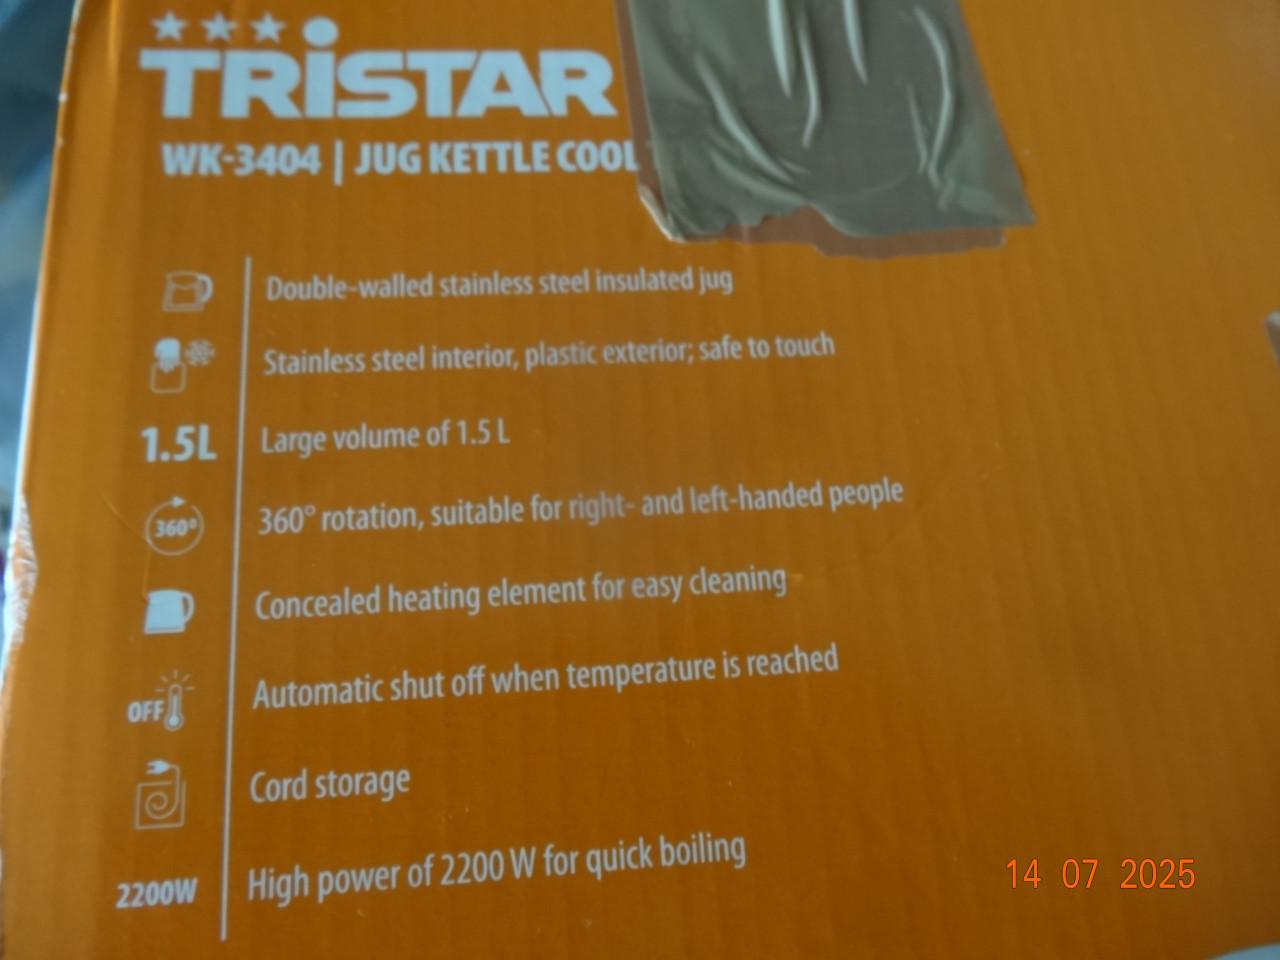 TRiSTAR
WK-3404 | JUG KETTLE COOL
Double-walled stainless steel insulated jug
Stainless steel interior, plastic exterior; safe to touch
1.5L Large volume of 1.5 L
360° 360° rotation, suitable for right- and left-handed people
Concealed heating element for easy cleaning
OFF Automatic shut off when temperature is reached
Cord storage
2200W High power of 2200 W for quick boiling
14 07 2025